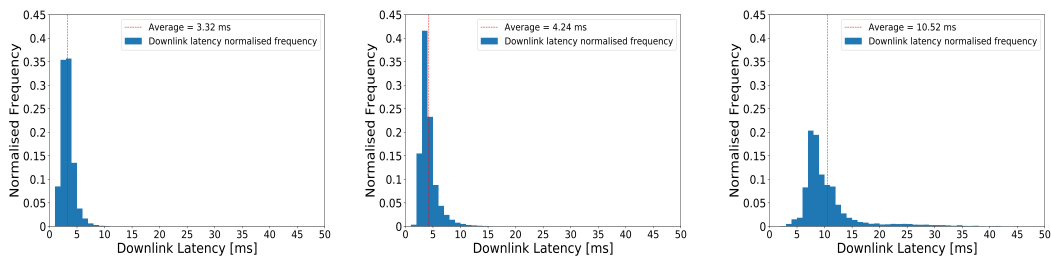 Normalised Frequency
0.45
0.4
0.35
0.3
0.25
0.2
0.15
0.1
0.05
0
Average = 3.32 ms
Downlink latency normalised frequency
0 5 10 15 20 25 30 35 40 45 50
Downlink Latency [ms]
Normalised Frequency
0.45
0.4
0.35
0.3
0.25
0.2
0.15
0.1
0.05
0
Average = 4.24 ms
Downlink latency normalised frequency
0 5 10 15 20 25 30 35 40 45 50
Downlink Latency [ms]
Normalised Frequency
0.45
0.4
0.35
0.3
0.25
0.2
0.15
0.1
0.05
0
Average = 10.52 ms
Downlink latency normalised frequency
0 5 10 15 20 25 30 35 40 45 50
Downlink Latency [ms]